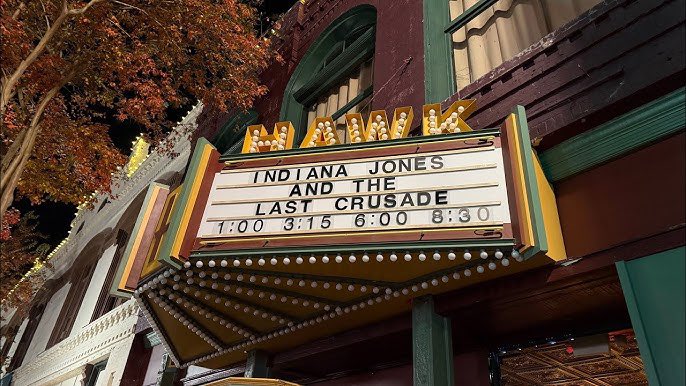 HAWK
INDIANA JONES
AND THE
LAST CRUSADE
1:00 3:15 6:00 8:30